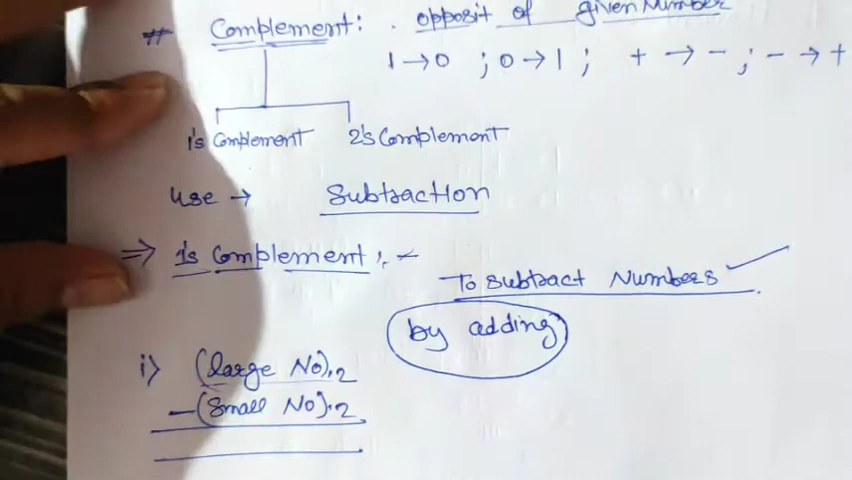 # Complement: . opposit of given Number
1→0 ; 0→1 ; + → - ; - → +
1's Complement 2's Complement
use → Subtraction
⇒ 1's Complement :-
To subtract Numbers ✓
by adding
i) (large No).2
-(Small No).2